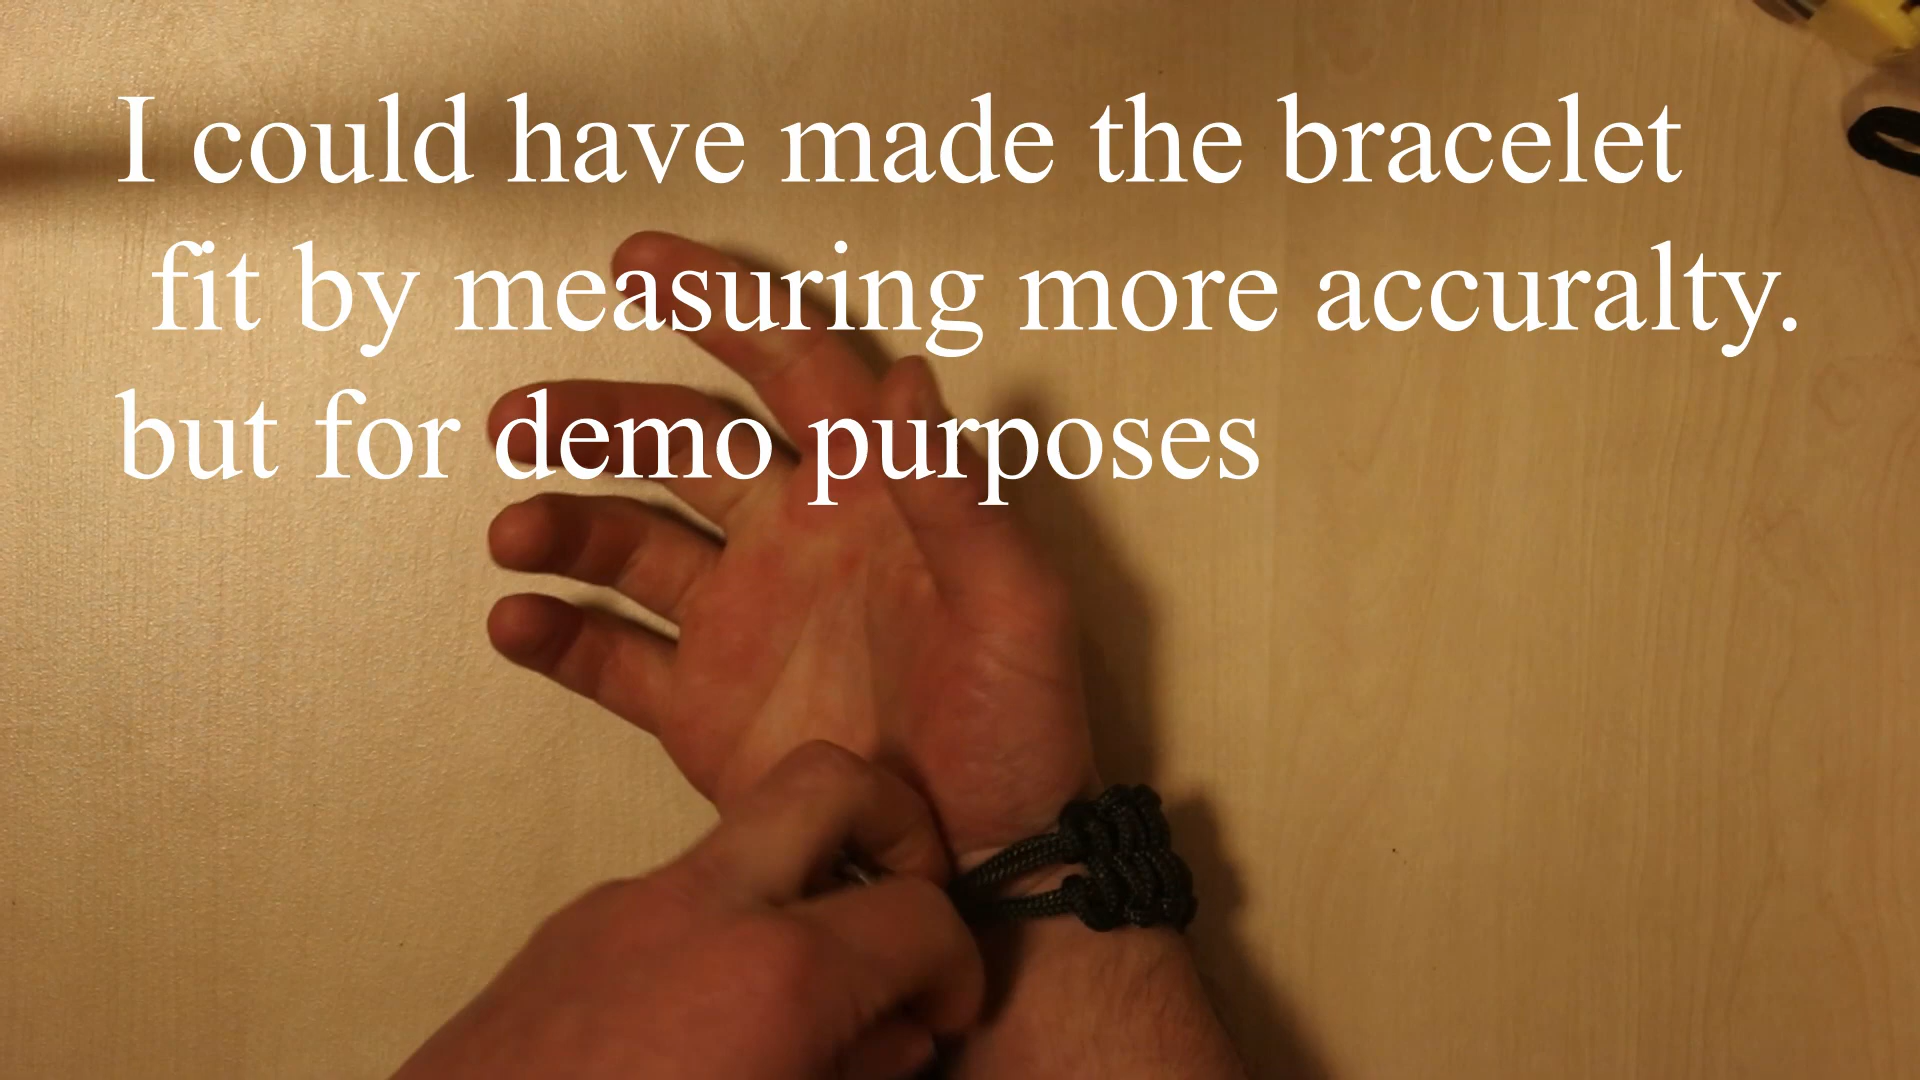 I could have made the bracelet
fit by measuring more accuralty.
but for demo purposes